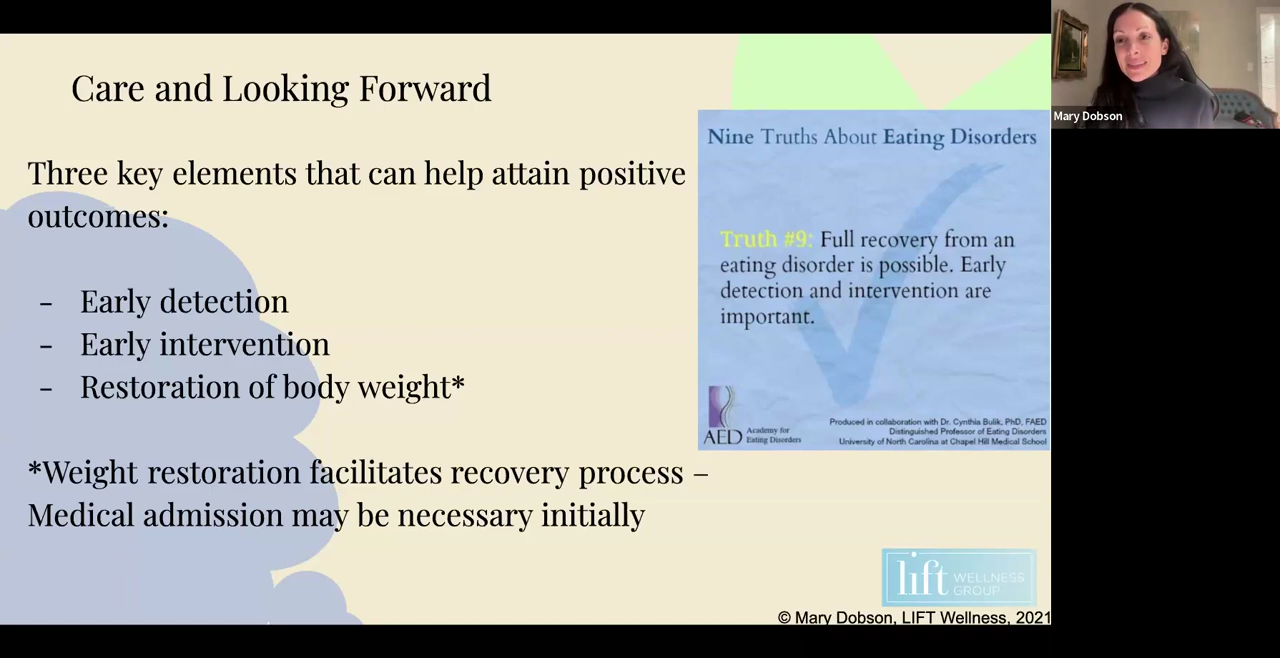 Care and Looking Forward
Three key elements that can help attain positive
outcomes:
- Early detection
- Early intervention
- Restoration of body weight*
*Weight restoration facilitates recovery process –
Medical admission may be necessary initially
Nine Truths About Eating Disorders
Truth #9: Full recovery from an
eating disorder is possible. Early
detection and intervention are
important.
AED
Academy for
Eating Disorders
Produced in collaboration with Dr. Cynthia Bulik, PhD, FAED
Distinguished Professor of Eating Disorders
University of North Carolina at Chapel Hill Medical School
lift WELLNESS
GROUP
© Mary Dobson, LIFT Wellness, 2021
Mary Dobson